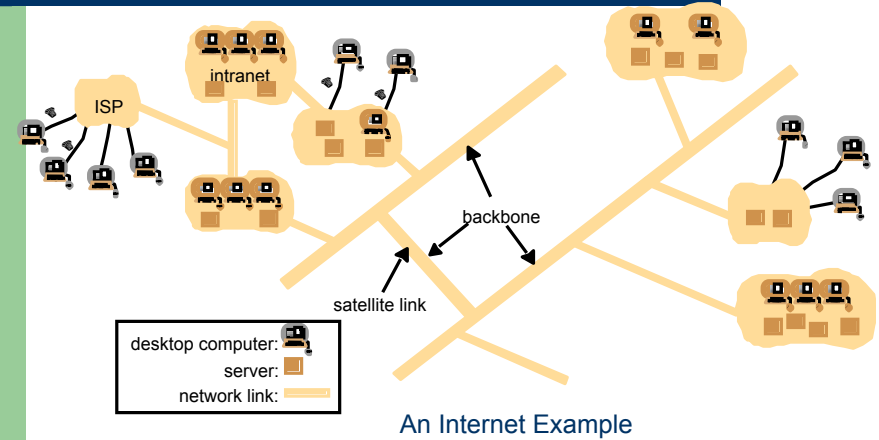 intranet
ISP
backbone
satellite link
desktop computer:
server:
network link:
An Internet Example